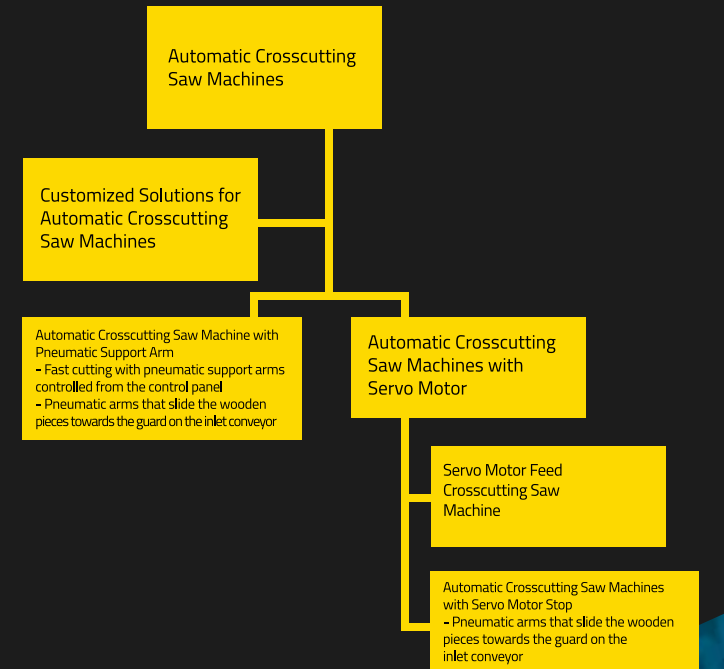 Automatic Crosscutting
Saw Machines
Customized Solutions for
Automatic Crosscutting
Saw Machines
Automatic Crosscutting Saw Machine with
Pneumatic Support Arm
- Fast cutting with pneumatic support arms
controlled from the control panel
- Pneumatic arms that slide the wooden
pieces towards the guard on the inlet conveyor
Automatic Crosscutting
Saw Machines with
Servo Motor
Servo Motor Feed
Crosscutting Saw
Machine
Automatic Crosscutting Saw Machines
with Servo Motor Stop
- Pneumatic arms that slide the wooden
pieces towards the guard on the
inlet conveyor